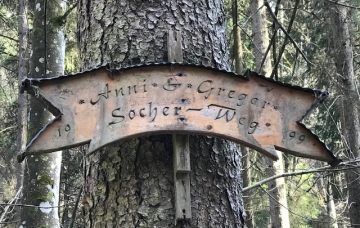 Anni & Gregor
Socher-Weg
19 99